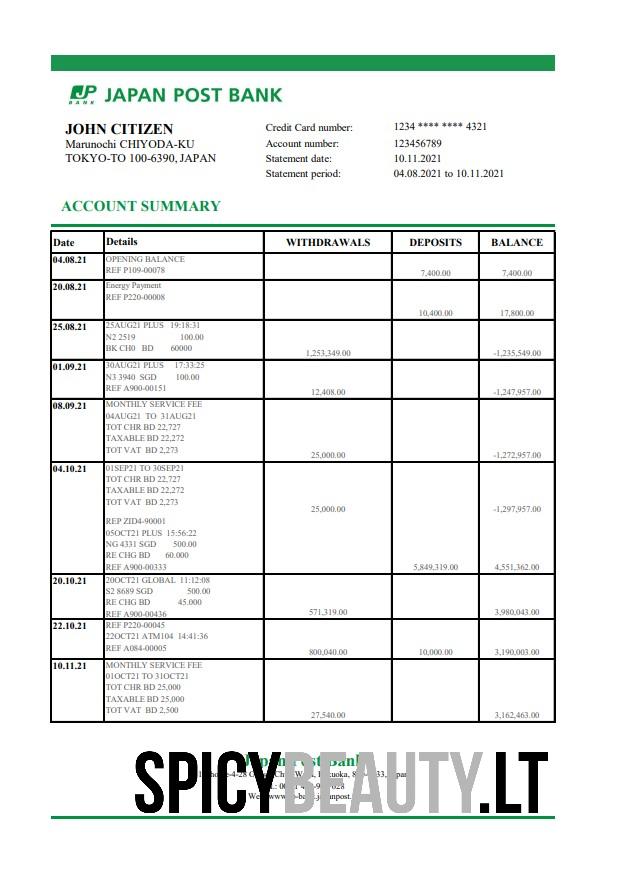 JP BANK JAPAN POST BANK
JOHN CITIZEN
Marunochi CHIYODA-KU
TOKYO-TO 100-6390, JAPAN
Credit Card number: 1234 **** **** 4321
Account number: 123456789
Statement date: 10.11.2021
Statement period: 04.08.2021 to 10.11.2021
ACCOUNT SUMMARY
Date Details WITHDRAWALS DEPOSITS BALANCE
04.08.21 OPENING BALANCE
REF P109-00078 7,400.00 7,400.00
20.08.21 Energy Payment
REF P220-00008
10,400.00 17,800.00
25.08.21 25AUG21 PLUS 19:18:31
N2 2519 100.00
BK CH0 BD 60000 1,253,349.00 -1,235,549.00
01.09.21 30AUG21 PLUS 17:33:25
N3 3940 SGD 100.00
REF A900-00151 12,408.00 -1,247,957.00
08.09.21 MONTHLY SERVICE FEE
04AUG21 TO 31AUG21
TOT CHR BD 22,727
TAXABLE BD 22,272
TOT VAT BD 2,273 25,000.00 -1,272,957.00
04.10.21 01SEP21 TO 30SEP21
TOT CHR BD 22,727
TAXABLE BD 22,272
TOT VAT BD 2,273 25,000.00 -1,297,957.00
REP ZID4-90001
05OCT21 PLUS 15:56:22
NG 4331 SGD 500.00
RE CHG BD 60.000
REF A900-00333 5,849,319.00 4,551,362.00
20.10.21 20OCT21 GLOBAL 11:12:08
S2 8689 SGD 500.00
RE CHG BD 45.000
REF A900-00436 571,319.00 3,980,043.00
22.10.21 REF P220-00045
22OCT21 ATM104 14:41:36
REF A084-00005 800,040.00 10,000.00 3,190,003.00
10.11.21 MONTHLY SERVICE FEE
01OCT21 TO 31OCT21
TOT CHR BD 25,000
TAXABLE BD 25,000
TOT VAT BD 2,500 27,540.00 3,162,463.00
Japan Post Bank
SPICYBEAUTY.LT